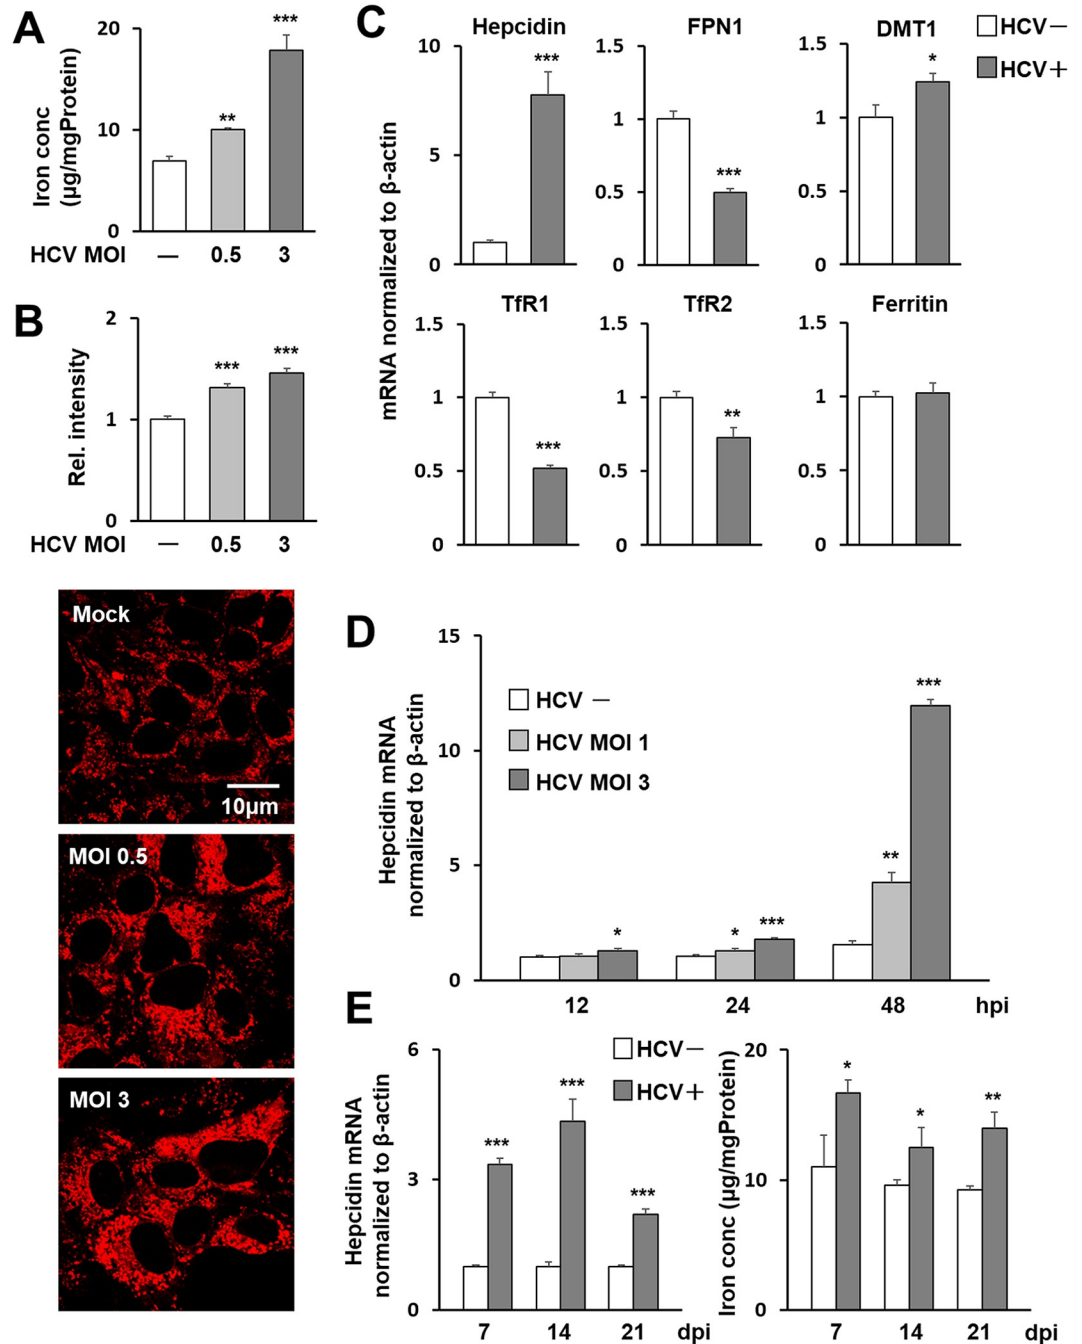 A
Iron conc
(µg/mgProtein)
20
10
0
**
***
HCV MOI — 0.5 3
B
Rel. intensity
2
1
0
***
***
HCV MOI — 0.5 3
Mock
10µm
MOI 0.5
MOI 3
C
mRNA normalized to β-actin
HCV−
HCV+
Hepcidin
10
5
0
***
FPN1
1.5
1
0.5
0
***
DMT1
1.5
1
0.5
0
*
TfR1
1.5
1
0.5
0
***
TfR2
1.5
1
0.5
0
**
Ferritin
1.5
1
0.5
0
D
Hepcidin mRNA
normalized to β-actin
15
10
5
0
HCV −
HCV MOI 1
HCV MOI 3
*
*
***
**
***
12 24 48 hpi
E
Hepcidin mRNA
normalized to β-actin
6
3
0
HCV−
HCV+
***
***
***
7 14 21 dpi
Iron conc (µg/mgProtein)
20
10
0
*
*
**
7 14 21 dpi